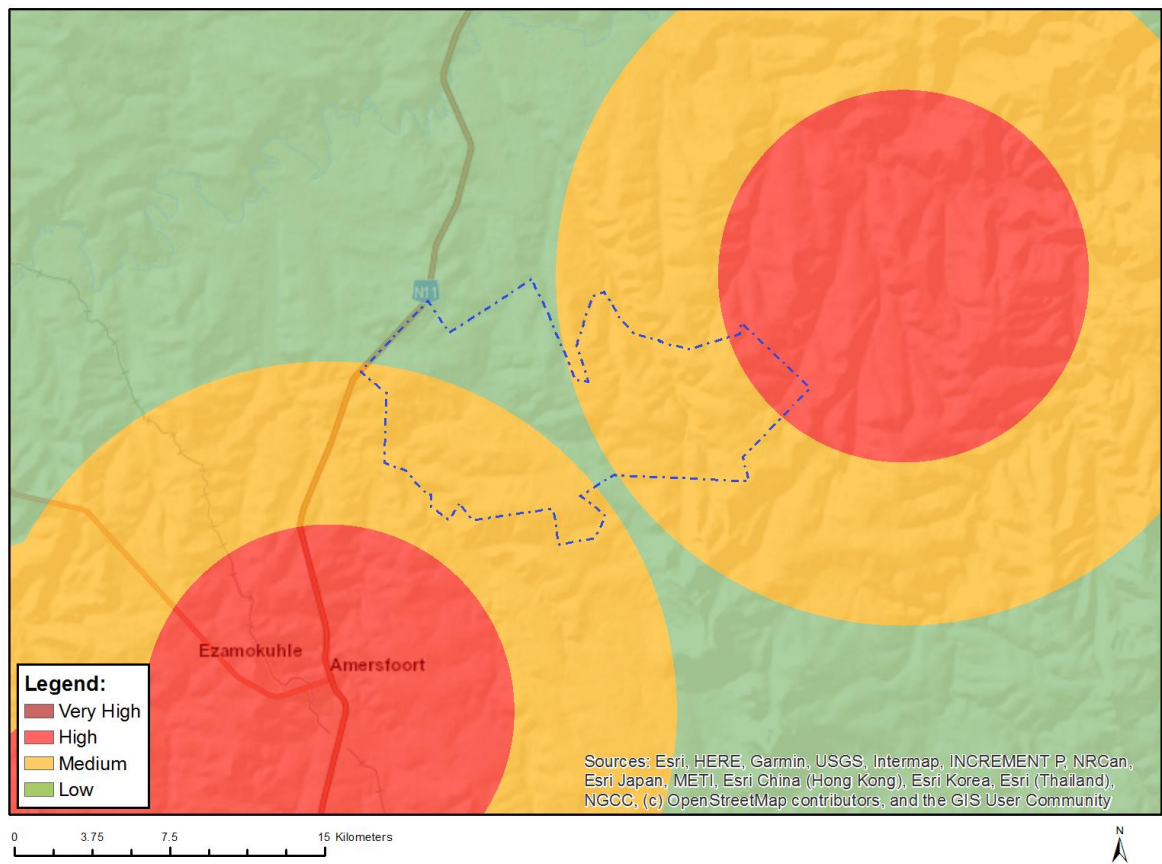 N11
Ezamokuhle
Amersfoort
Legend:
Very High
High
Medium
Low
Sources: Esri, HERE, Garmin, USGS, Intermap, INCREMENT P, NRCan,
Esri Japan, METI, Esri China (Hong Kong), Esri Korea, Esri (Thailand),
NGCC, (c) OpenStreetMap contributors, and the GIS User Community
0 3.75 7.5 15 Kilometers
N